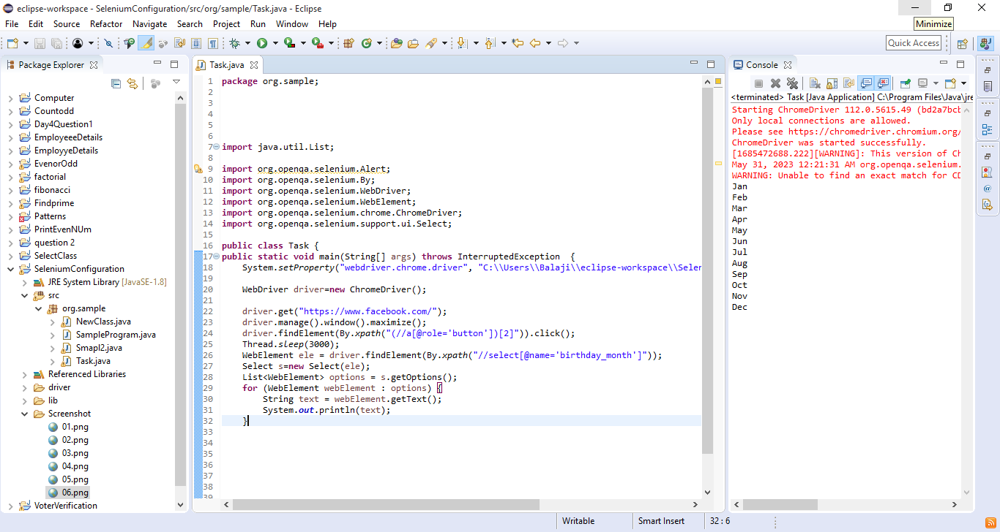 eclipse-workspace - SeleniumConfiguration/src/org/sample/Task.java - Eclipse
File Edit Source Refactor Navigate Search Project Run Window Help
Minimize
Quick Access
Package Explorer
Computer
Countodd
Day4Question1
EmployeeeDetails
EmployyeDetails
EvenorOdd
factorial
fibonacci
Findprime
Patterns
PrintEvenNUm
question 2
SelectClass
SeleniumConfiguration
JRE System Library [JavaSE-1.8]
src
org.sample
NewClass.java
SampleProgram.java
Smapl2.java
Task.java
Referenced Libraries
driver
lib
Screenshot
01.png
02.png
03.png
04.png
05.png
06.png
VoterVerification
Task.java
1 package org.sample;
2
3
4
5
6
7 import java.util.List;
8
9 import org.openqa.selenium.Alert;
10 import org.openqa.selenium.By;
11 import org.openqa.selenium.WebDriver;
12 import org.openqa.selenium.WebElement;
13 import org.openqa.selenium.chrome.ChromeDriver;
14 import org.openqa.selenium.support.ui.Select;
15
16 public class Task {
17 public static void main(String[] args) throws InterruptedException  {
18     System.setProperty("webdriver.chrome.driver", "C:\\Users\\Balaji\\eclipse-workspace\\Seler
19
20     WebDriver driver=new ChromeDriver();
21
22     driver.get("https://www.facebook.com/");
23     driver.manage().window().maximize();
24     driver.findElement(By.xpath("(//a[@role='button'])[2]")).click();
25     Thread.sleep(3000);
26     WebElement ele = driver.findElement(By.xpath("//select[@name='birthday_month']"));
27     Select s=new Select(ele);
28     List<WebElement> options = s.getOptions();
29     for (WebElement webElement : options) {
30         String text = webElement.getText();
31         System.out.println(text);
32     }
33
34
35
36
37
38
39
Console
<terminated> Task [Java Application] C:\Program Files\Java\jre
Starting ChromeDriver 112.0.5615.49 (bd2a7bcb
Only local connections are allowed.
Please see https://chromedriver.chromium.org/
ChromeDriver was started successfully.
[1685472688.222][WARNING]: This version of Ch
May 31, 2023 12:21:31 AM org.openqa.selenium.
WARNING: Unable to find an exact match for CD
Jan
Feb
Mar
Apr
May
Jun
Jul
Aug
Sep
Oct
Nov
Dec
Writable Smart Insert 32 : 6